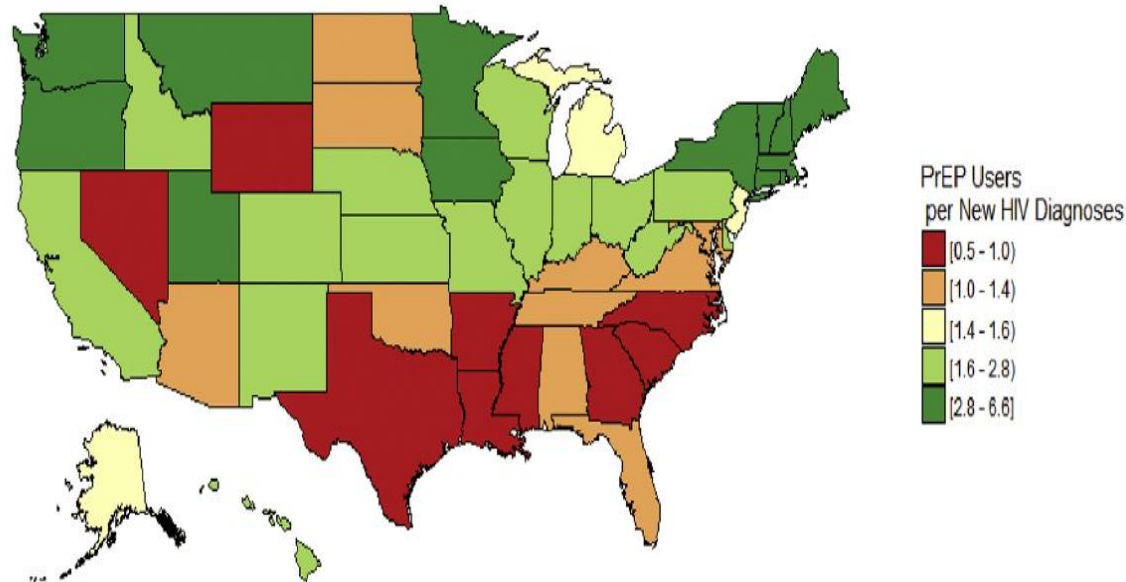 PrEP Users
per New HIV Diagnoses
[0.5 - 1.0)
[1.0 - 1.4)
[1.4 - 1.6)
[1.6 - 2.8)
[2.8 - 6.6]